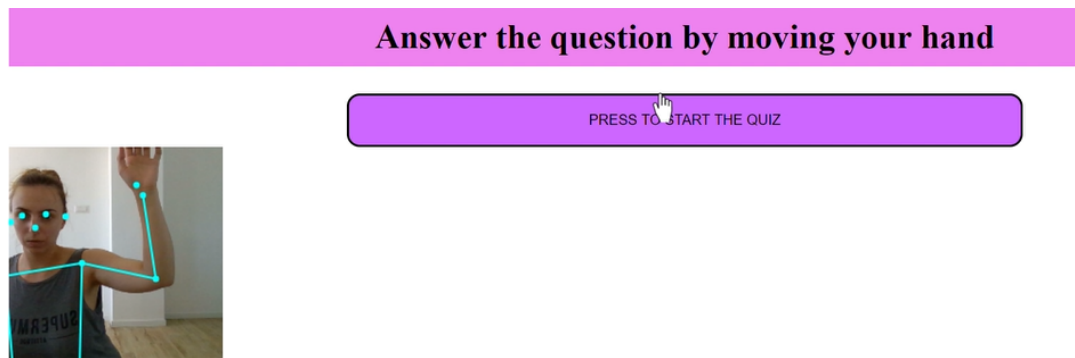 Answer the question by moving your hand
PRESS TO START THE QUIZ